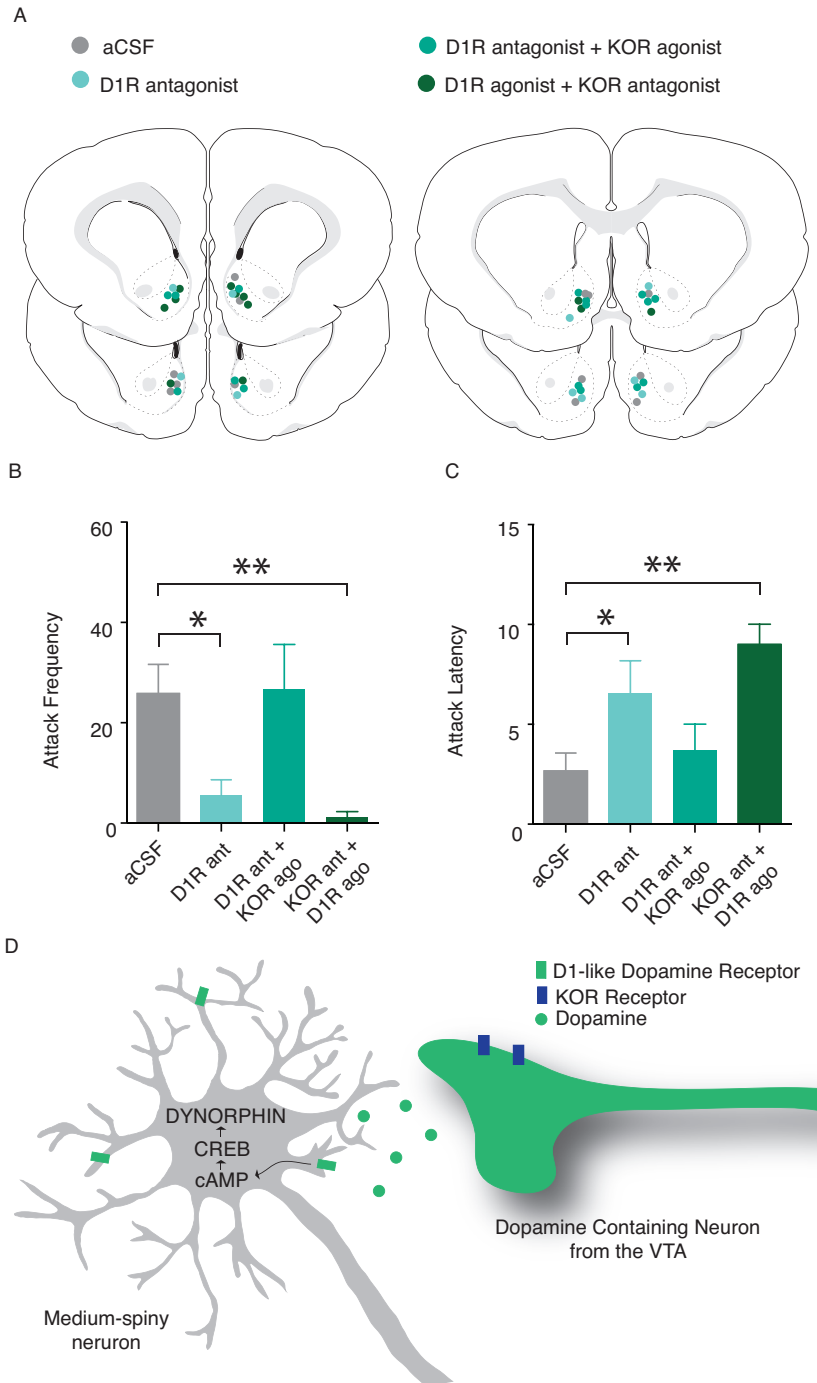 A
aCSF
D1R antagonist
D1R antagonist + KOR agonist
D1R agonist + KOR antagonist
B
60
40
20
0
Attack Frequency
*
**
aCSF
D1R ant
D1R ant +
KOR ago
KOR ant +
D1R ago
C
15
10
5
0
Attack Latency
*
**
aCSF
D1R ant
D1R ant +
KOR ago
KOR ant +
D1R ago
D
D1-like Dopamine Receptor
KOR Receptor
Dopamine
DYNORPHIN
CREB
cAMP
Medium-spiny
neruron
Dopamine Containing Neuron
from the VTA